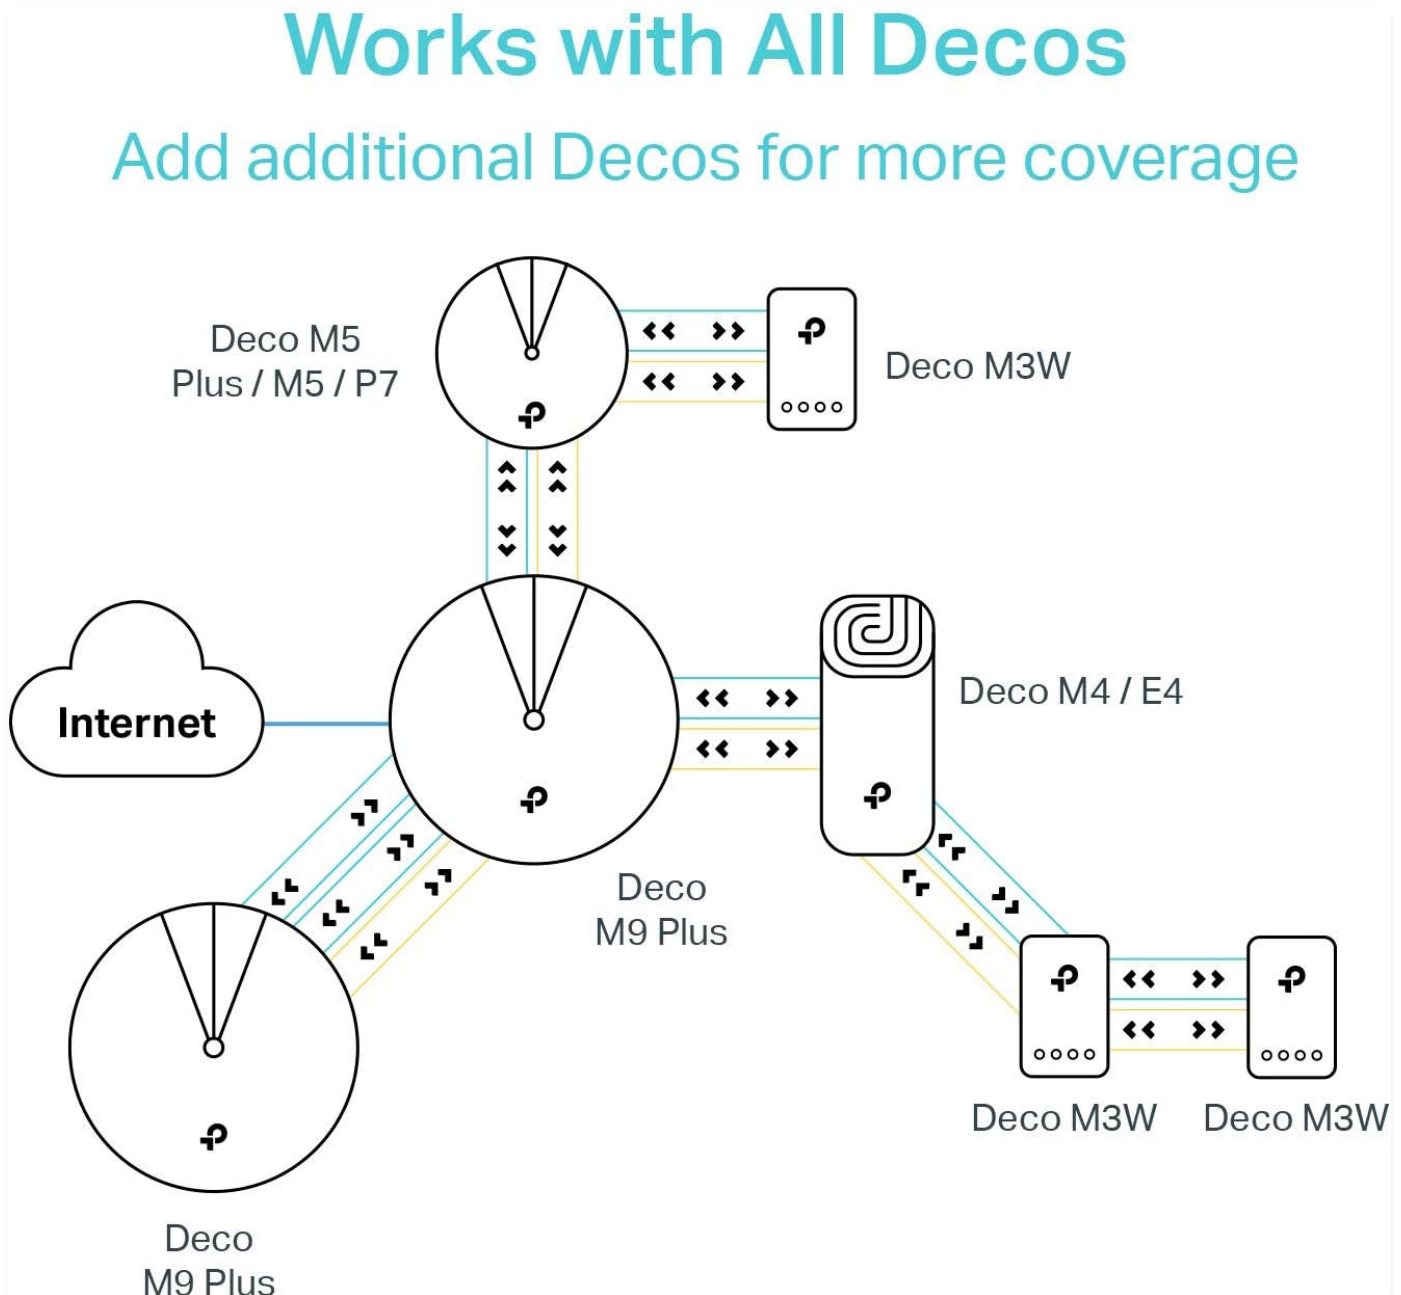 Works with All Decos
Add additional Decos for more coverage
Deco M5
Plus / M5 / P7
Deco M3W
Internet
Deco M4 / E4
Deco
M9 Plus
Deco M3W
Deco M3W
Deco
M9 Plus